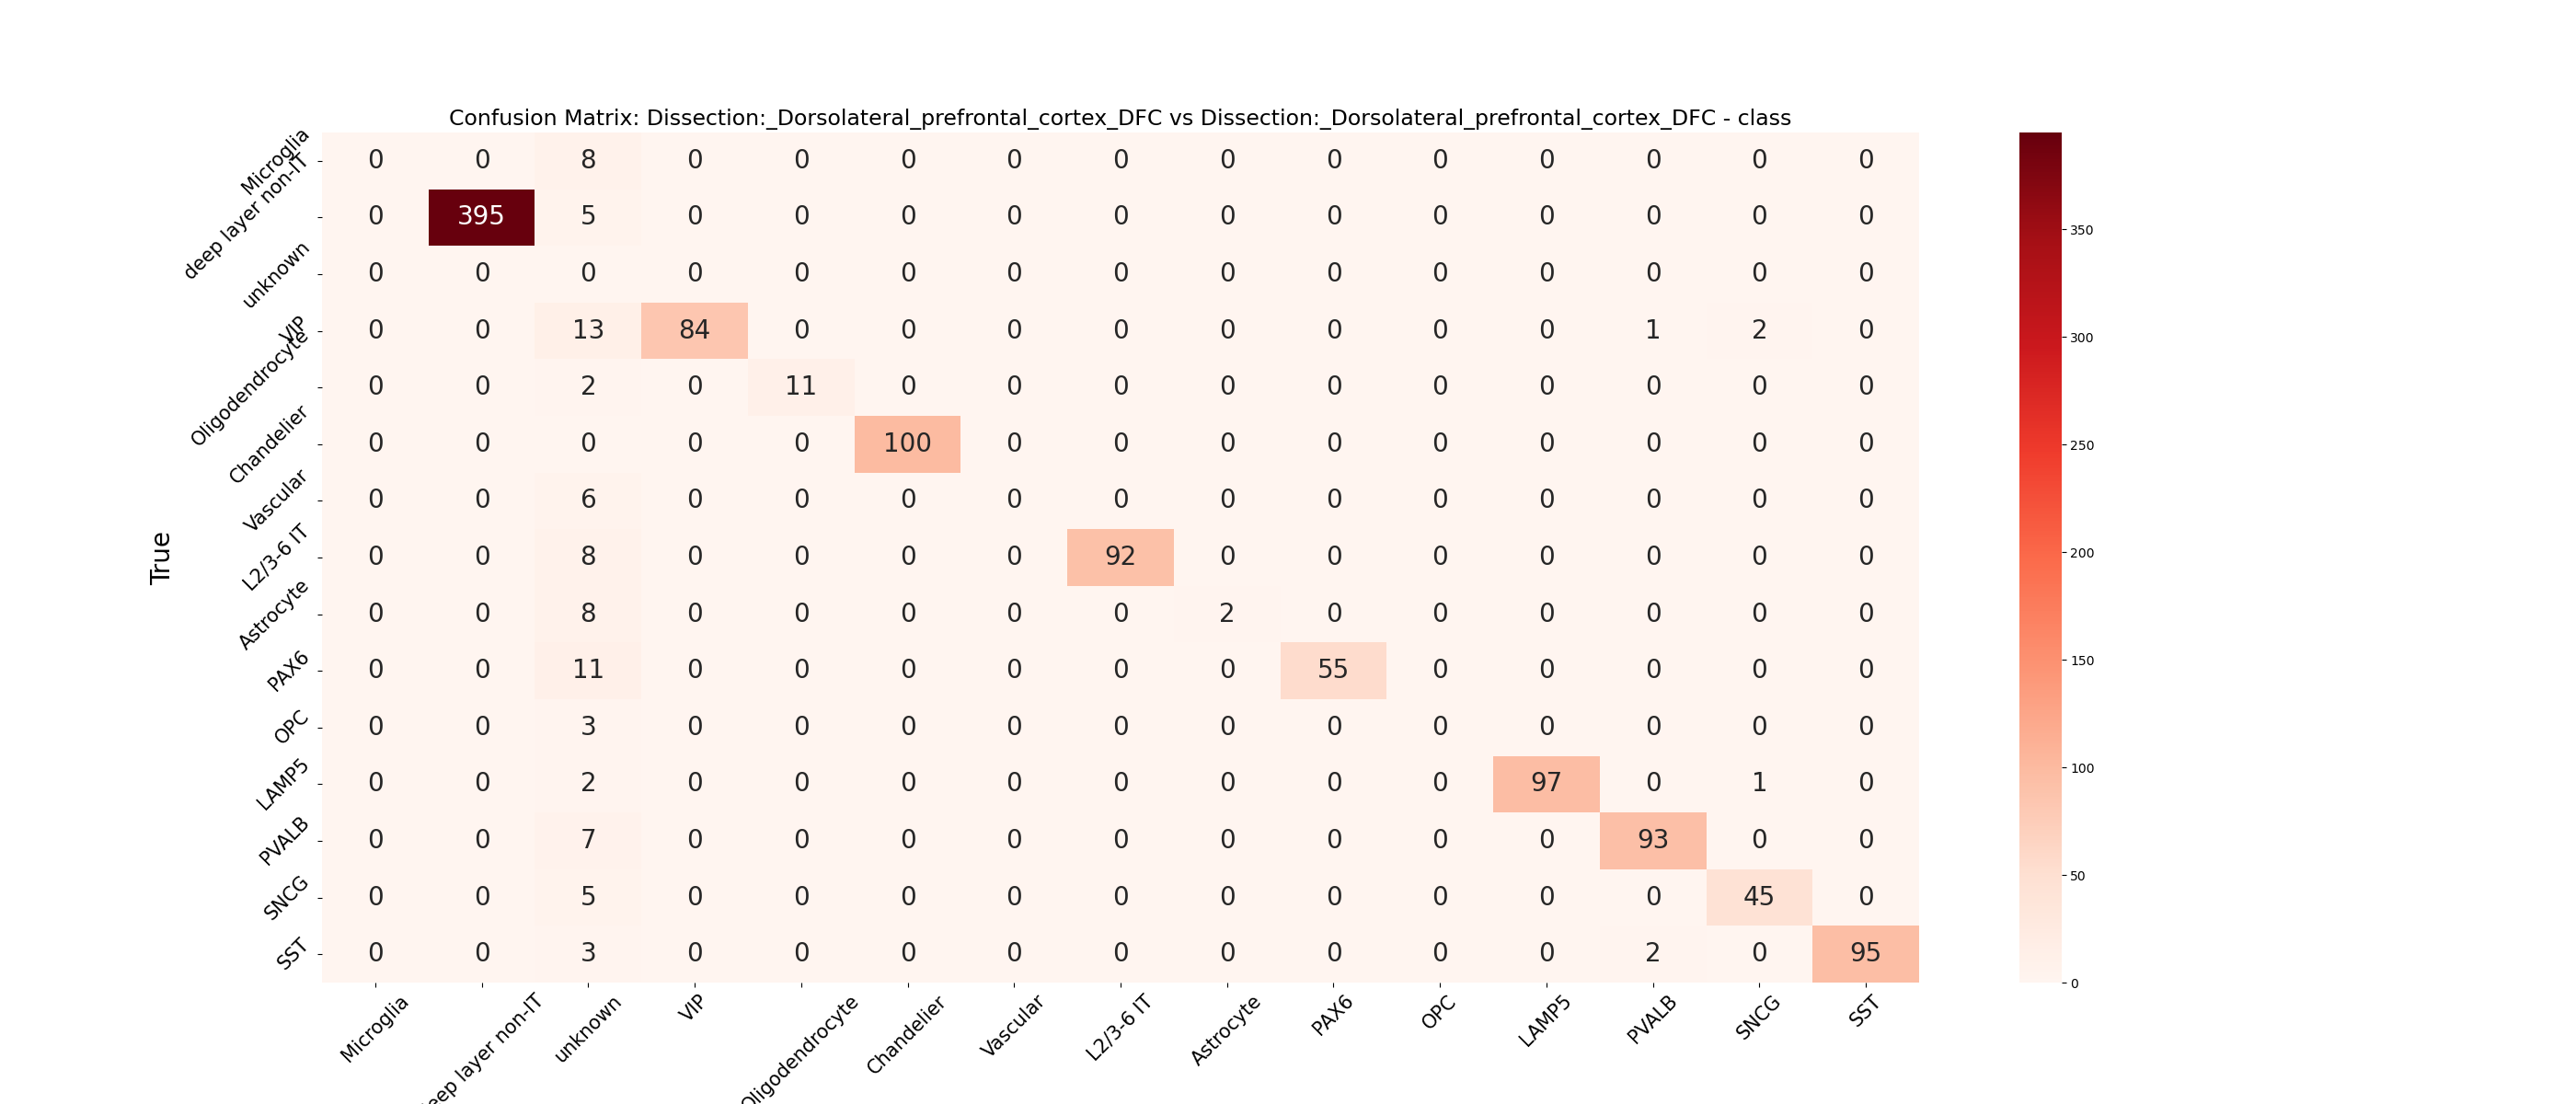 Confusion Matrix: Dissection:_Dorsolateral_prefrontal_cortex_DFC vs Dissection:_Dorsolateral_prefrontal_cortex_DFC - class
True
Microglia 0 0 8 0 0 0 0 0 0 0 0 0 0 0 0
deep layer non-IT 0 395 5 0 0 0 0 0 0 0 0 0 0 0 0
unknown 0 0 0 0 0 0 0 0 0 0 0 0 0 0 0
VIP 0 0 13 84 0 0 0 0 0 0 0 0 1 2 0
Oligodendrocyte 0 0 2 0 11 0 0 0 0 0 0 0 0 0 0
Chandelier 0 0 0 0 0 100 0 0 0 0 0 0 0 0 0
Vascular 0 0 6 0 0 0 0 0 0 0 0 0 0 0 0
L2/3-6 IT 0 0 8 0 0 0 0 92 0 0 0 0 0 0 0
Astrocyte 0 0 8 0 0 0 0 0 2 0 0 0 0 0 0
PAX6 0 0 11 0 0 0 0 0 0 55 0 0 0 0 0
OPC 0 0 3 0 0 0 0 0 0 0 0 0 0 0 0
LAMP5 0 0 2 0 0 0 0 0 0 0 0 97 0 1 0
PVALB 0 0 7 0 0 0 0 0 0 0 0 0 93 0 0
SNCG 0 0 5 0 0 0 0 0 0 0 0 0 0 45 0
SST 0 0 3 0 0 0 0 0 0 0 0 0 2 0 95
Microglia eep layer non-IT unknown VIP Oligodendrocyte Chandelier Vascular L2/3-6 IT Astrocyte PAX6 OPC LAMP5 PVALB SNCG SST
350
300
250
200
150
100
50
0